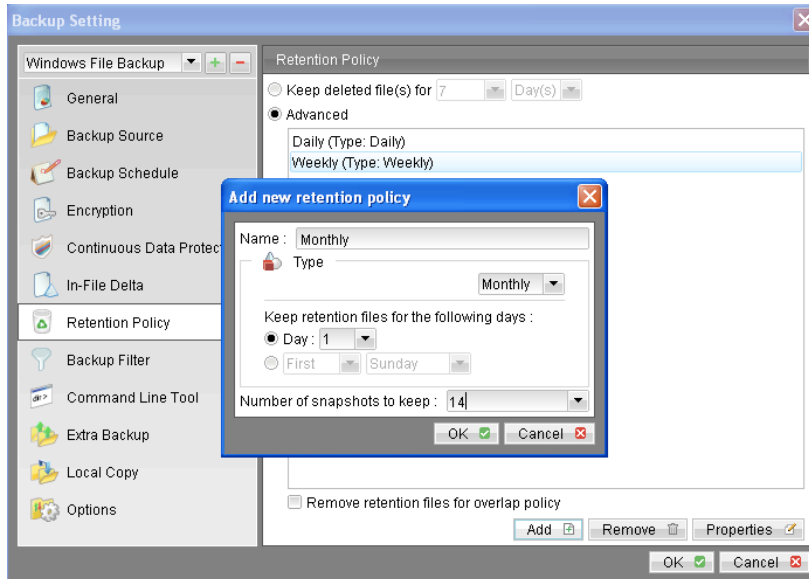 Backup Setting
Windows File Backup
General
Backup Source
Backup Schedule
Encryption
Continuous Data Protec
In-File Delta
Retention Policy
Backup Filter
Command Line Tool
Extra Backup
Local Copy
Options
Retention Policy
Keep deleted file(s) for 7 Day(s)
Advanced
Daily (Type: Daily)
Weekly (Type: Weekly)
Add new retention policy
Name : Monthly
Type
Monthly
Keep retention files for the following days :
Day : 1
First Sunday
Number of snapshots to keep : 14
OK Cancel
Remove retention files for overlap policy
Add Remove Properties
OK Cancel